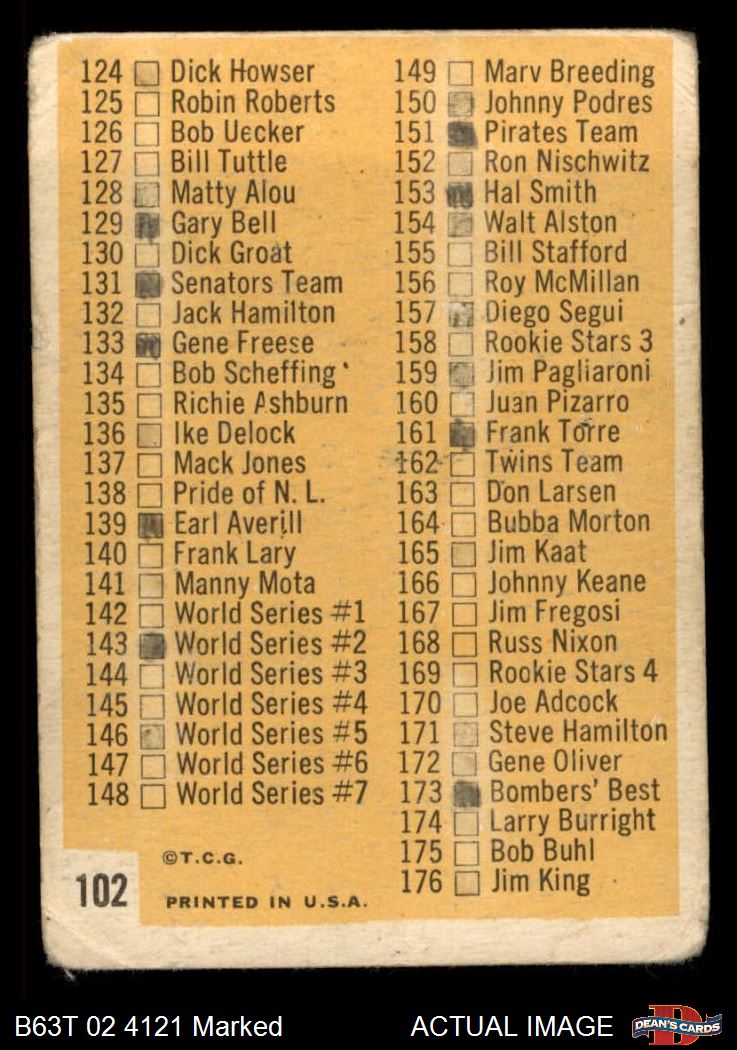 124 Dick Howser
125 Robin Roberts
126 Bob Uecker
127 Bill Tuttle
128 Matty Alou
129 Gary Bell
130 Dick Groat
131 Senators Team
132 Jack Hamilton
133 Gene Freese
134 Bob Scheffing
135 Richie Ashburn
136 Ike Delock
137 Mack Jones
138 Pride of N. L.
139 Earl Averill
140 Frank Lary
141 Manny Mota
142 World Series #1
143 World Series #2
144 World Series #3
145 World Series #4
146 World Series #5
147 World Series #6
148 World Series #7
149 Marv Breeding
150 Johnny Podres
151 Pirates Team
152 Ron Nischwitz
153 Hal Smith
154 Walt Alston
155 Bill Stafford
156 Roy McMillan
157 Diego Segui
158 Rookie Stars 3
159 Jim Pagliaroni
160 Juan Pizarro
161 Frank Torre
162 Twins Team
163 Don Larsen
164 Bubba Morton
165 Jim Kaat
166 Johnny Keane
167 Jim Fregosi
168 Russ Nixon
169 Rookie Stars 4
170 Joe Adcock
171 Steve Hamilton
172 Gene Oliver
173 Bombers' Best
174 Larry Burright
175 Bob Buhl
176 Jim King
©T.C.G.
102
PRINTED IN U.S.A.
B63T 02 4121 Marked
ACTUAL IMAGE
DEAN'S CARDS